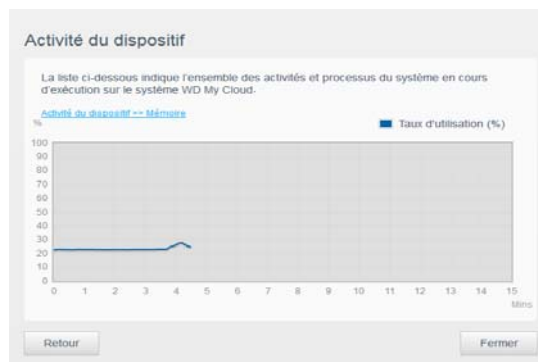 Activité du dispositif
La liste ci-dessous indique l'ensemble des activités et processus du système en cours
d'exécution sur le système WD My Cloud.
Activité du dispositif >> Mémoire
%
Taux d'utilisation (%)
100
90
80
70
60
50
40
30
20
10
0
0 1 2 3 4 5 6 7 8 9 10 11 12 13 14 15
Mins
Retour
Fermer